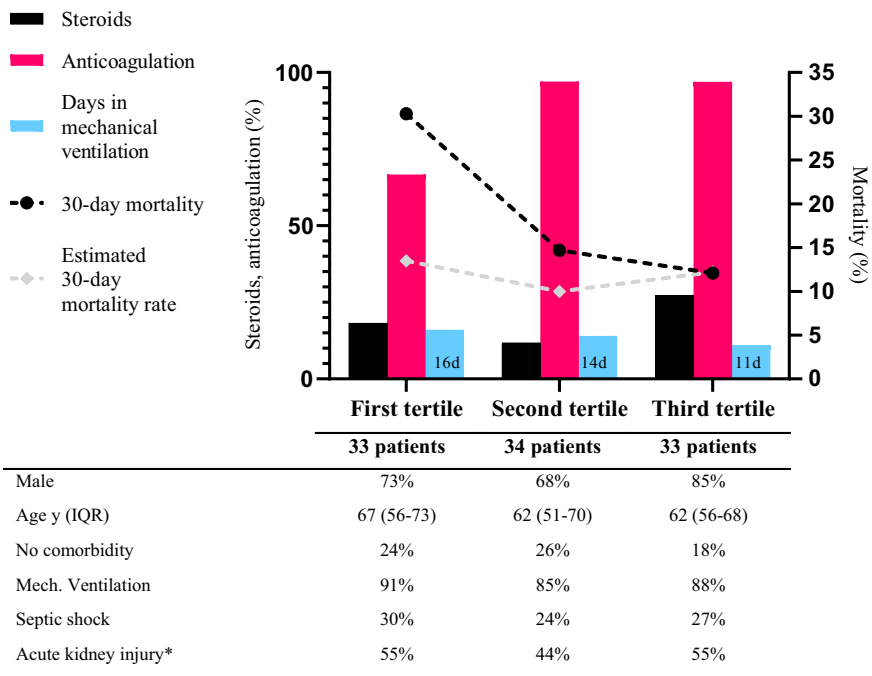 Steroids
Anticoagulation
Days in
mechanical
ventilation
30-day mortality
Estimated
30-day
mortality rate
Steroids, anticoagulation (%)
100
50
0
35
30
25
20
15
10
5
0
Mortality (%)
16d
14d
11d
First tertile Second tertile Third tertile
33 patients 34 patients 33 patients
Male 73% 68% 85%
Age y (IQR) 67 (56-73) 62 (51-70) 62 (56-68)
No comorbidity 24% 26% 18%
Mech. Ventilation 91% 85% 88%
Septic shock 30% 24% 27%
Acute kidney injury* 55% 44% 55%